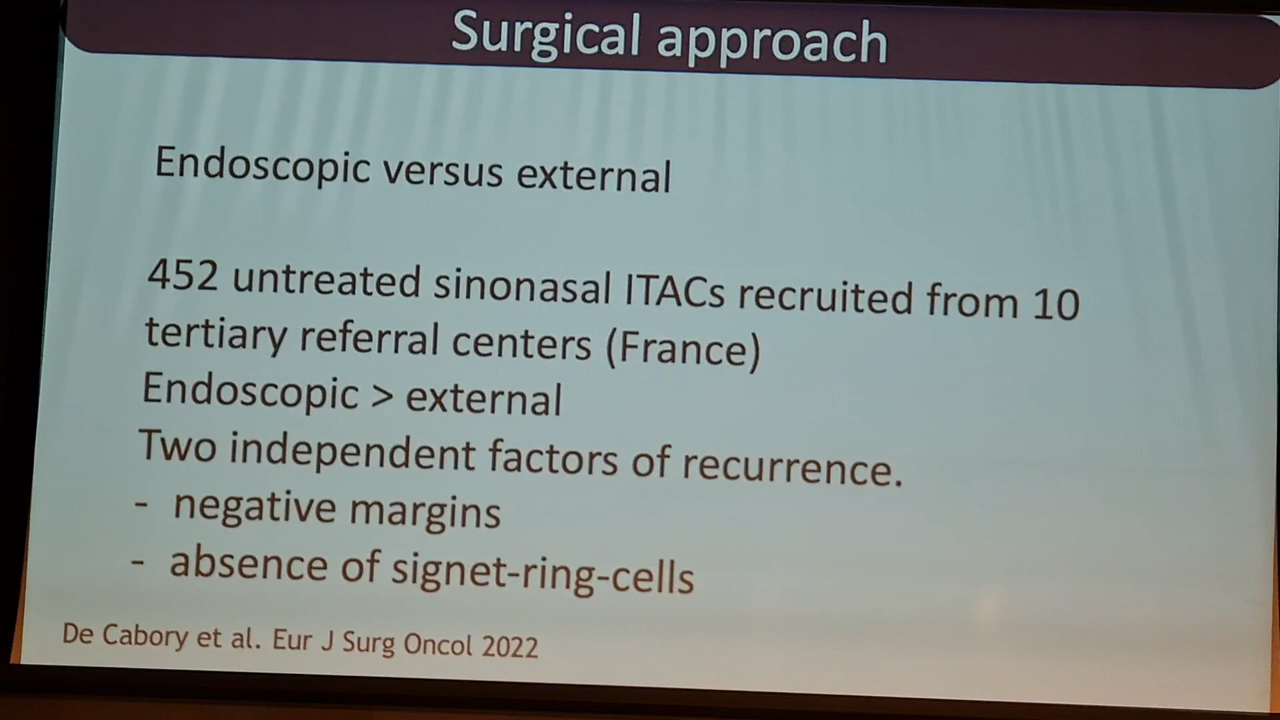 Surgical approach
Endoscopic versus external
452 untreated sinonasal ITACs recruited from 10
tertiary referral centers (France)
Endoscopic > external
Two independent factors of recurrence.
- negative margins
- absence of signet-ring-cells
De Cabory et al. Eur J Surg Oncol 2022